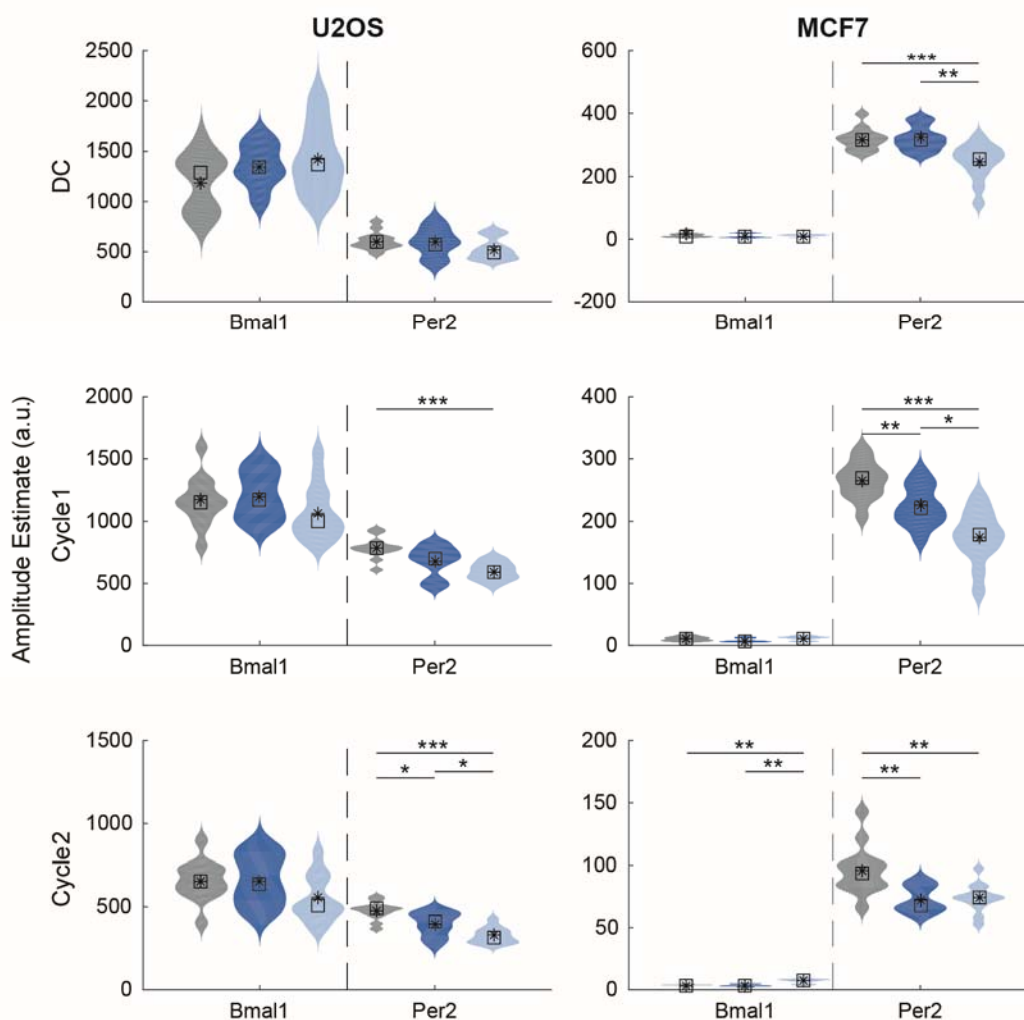 U2OS
MCF7
Amplitude Estimate (a.u.)
DC
2500
2000
1500
1000
500
0
Bmal1
Per2
600
400
200
0
-200
***
**
Bmal1
Per2
Cycle1
2000
1500
1000
500
0
***
Bmal1
Per2
400
300
200
100
0
***
**
*
Bmal1
Per2
Cycle2
1500
1000
500
0
***
*
*
Bmal1
Per2
200
150
100
50
0
**
**
**
**
Bmal1
Per2